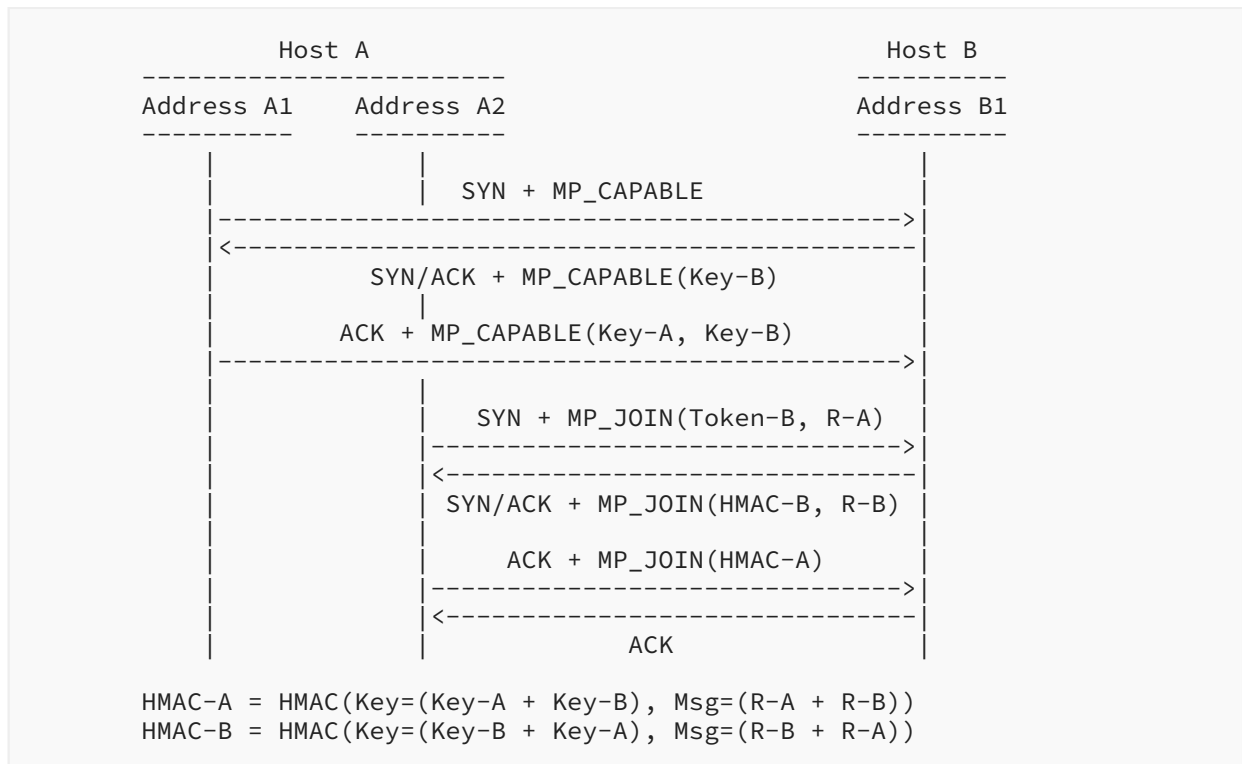 Host A Host B
Address A1 Address A2 Address B1
SYN + MP_CAPABLE
SYN/ACK + MP_CAPABLE(Key-B)
ACK + MP_CAPABLE(Key-A, Key-B)
SYN + MP_JOIN(Token-B, R-A)
SYN/ACK + MP_JOIN(HMAC-B, R-B)
ACK + MP_JOIN(HMAC-A)
ACK
HMAC-A = HMAC(Key=(Key-A + Key-B), Msg=(R-A + R-B))
HMAC-B = HMAC(Key=(Key-B + Key-A), Msg=(R-B + R-A))